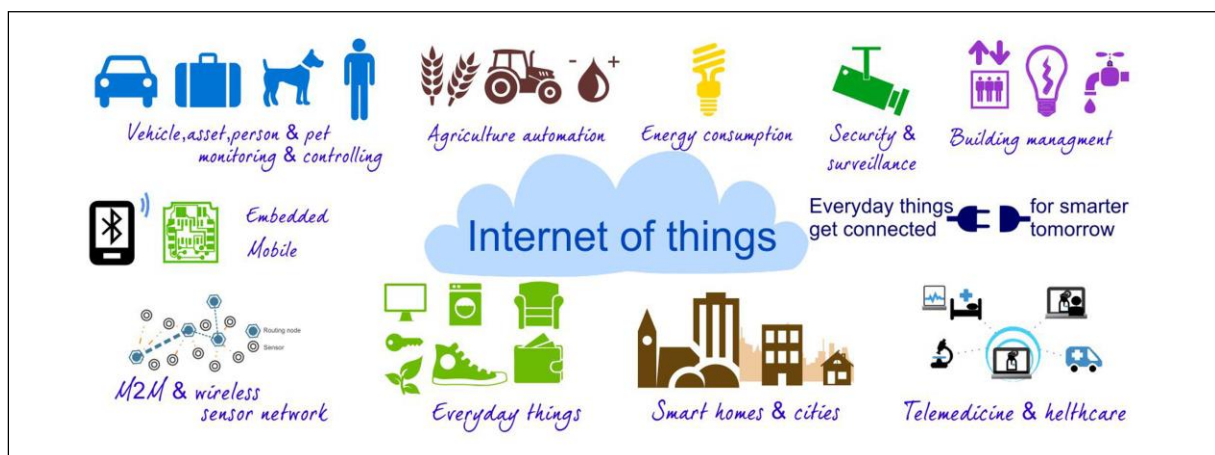 Vehicle,asset,person & pet
monitoring & controlling
Agriculture automation
- +
Energy consumption
Security &
surveillance
Building managment
Embedded
Mobile
Internet of things
Everyday things
get connected
for smarter
tomorrow
Routing node
Sensor
M2M & wireless
sensor network
Everyday things
Smart homes & cities
Telemedicine & helthcare